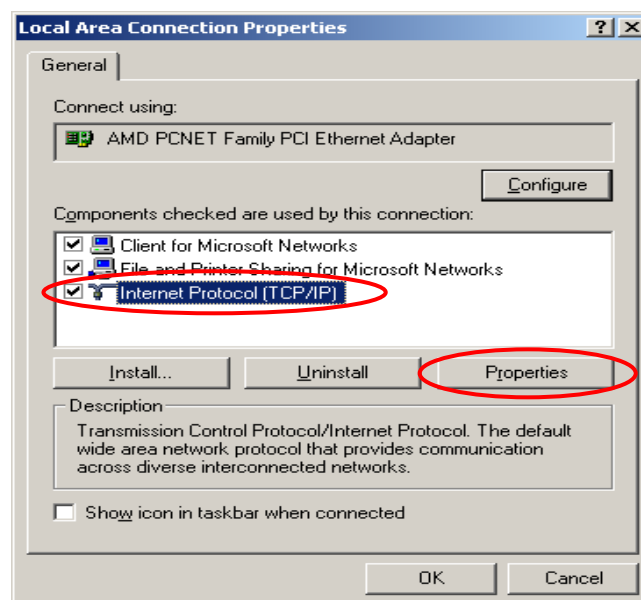 Local Area Connection Properties
General
Connect using:
AMD PCNET Family PCI Ethernet Adapter
Configure
Components checked are used by this connection:
Client for Microsoft Networks
File and Printer Sharing for Microsoft Networks
Internet Protocol (TCP/IP)
Install... Uninstall Properties
Description
Transmission Control Protocol/Internet Protocol. The default
wide area network protocol that provides communication
across diverse interconnected networks.
Show icon in taskbar when connected
OK Cancel